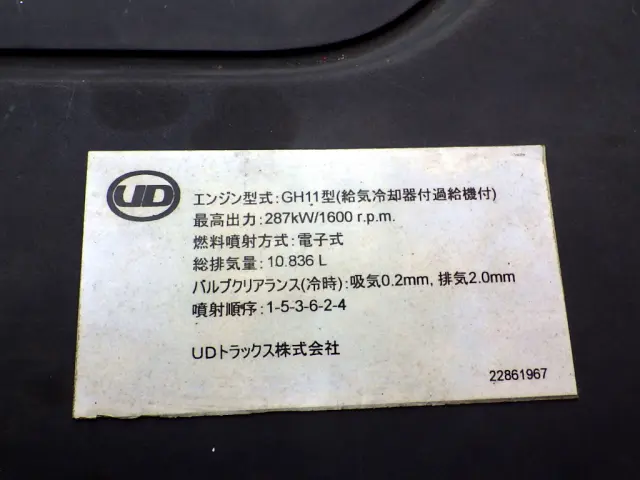 UD
エンジン型式:GH11型(給気冷却器付過給機付)
最高出力:287kW/1600 r.p.m.
燃料噴射方式:電子式
総排気量:10.836 L
バルブクリアランス(冷時):吸気0.2mm, 排気2.0mm
噴射順序:1-5-3-6-2-4
UDトラックス株式会社
22861967